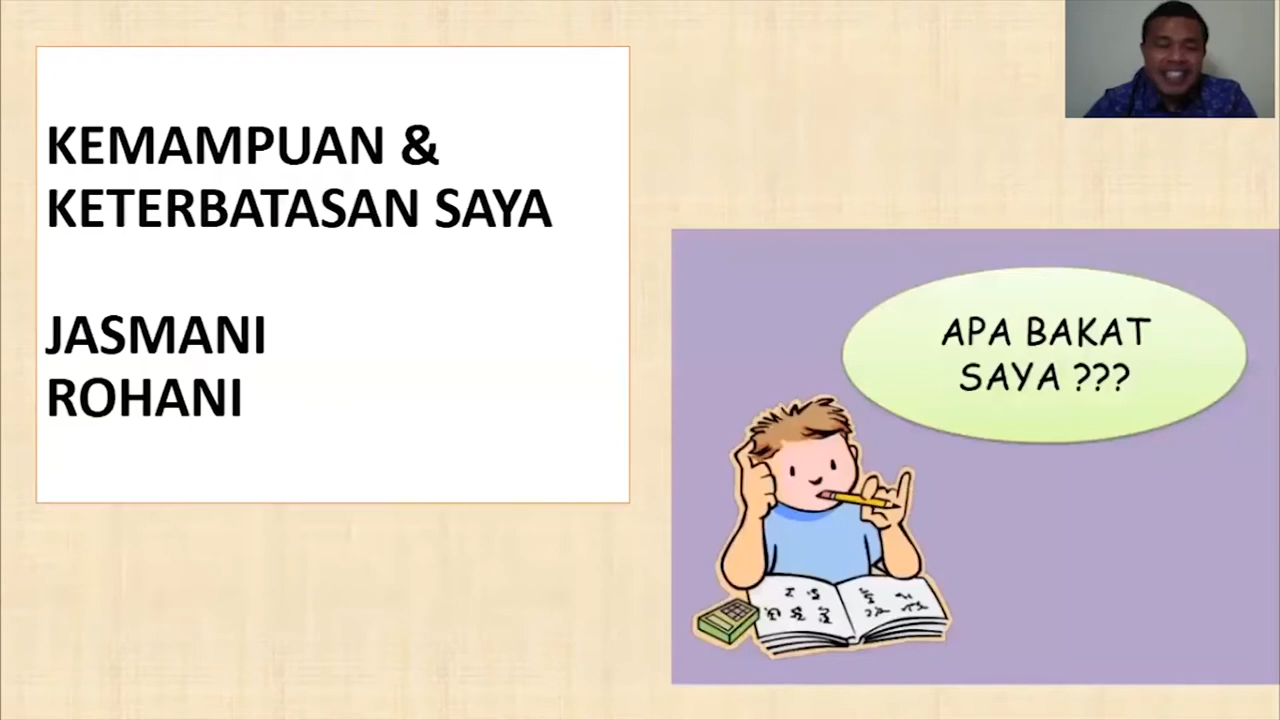 KEMAMPUAN &
KETERBATASAN SAYA
JASMANI
ROHANI
APA BAKAT
SAYA ???